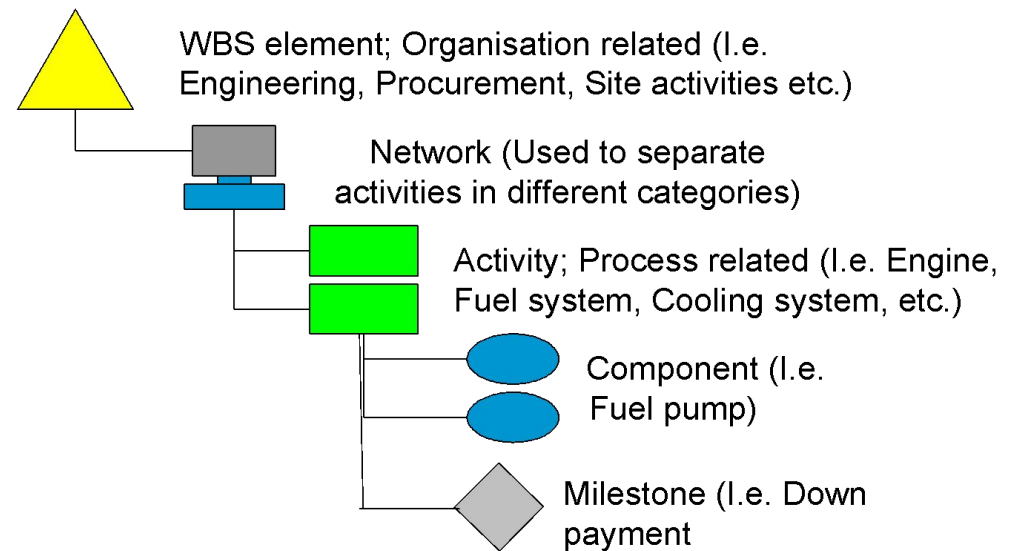 WBS element; Organisation related (I.e.
Engineering, Procurement, Site activities etc.)
Network (Used to separate
activities in different categories)
Activity; Process related (I.e. Engine,
Fuel system, Cooling system, etc.)
Component (I.e.
Fuel pump)
Milestone (I.e. Down
payment